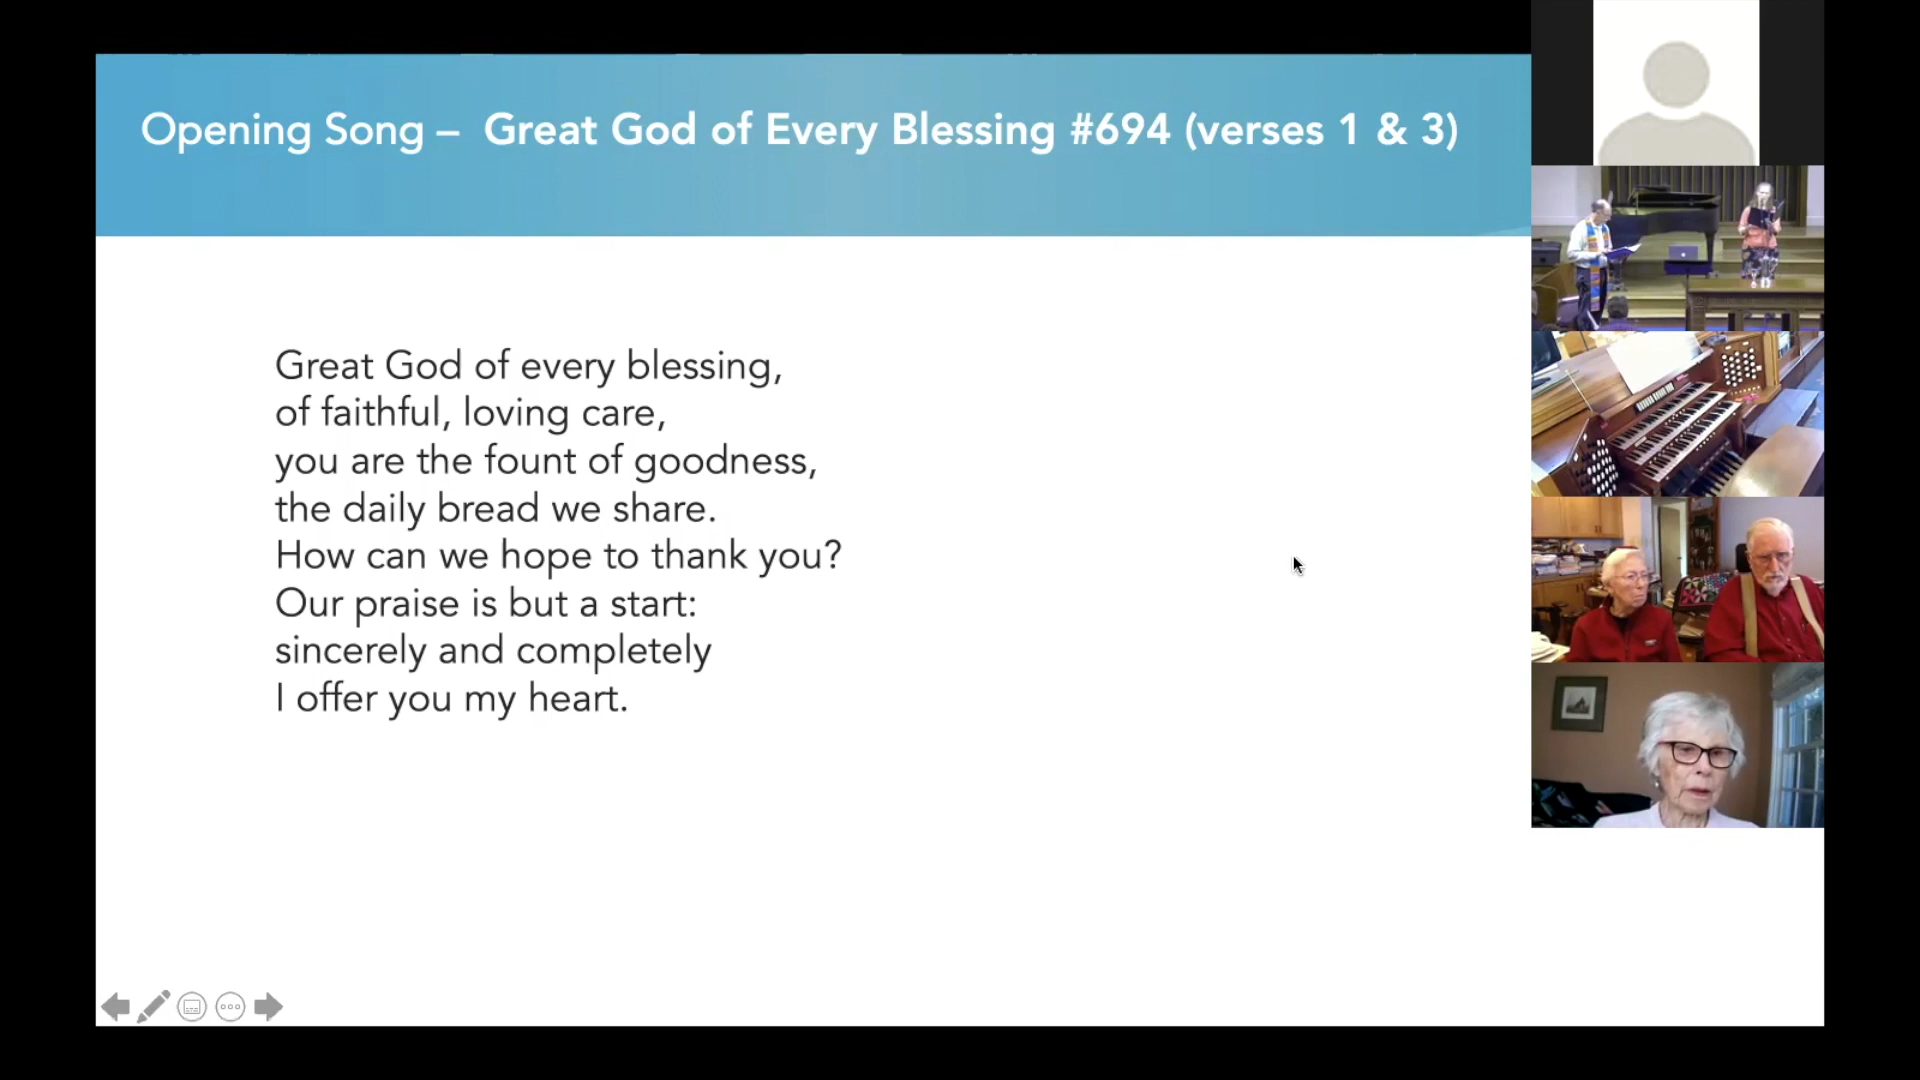 Opening Song – Great God of Every Blessing #694 (verses 1 & 3)
Great God of every blessing,
of faithful, loving care,
you are the fount of goodness,
the daily bread we share.
How can we hope to thank you?
Our praise is but a start:
sincerely and completely
I offer you my heart.